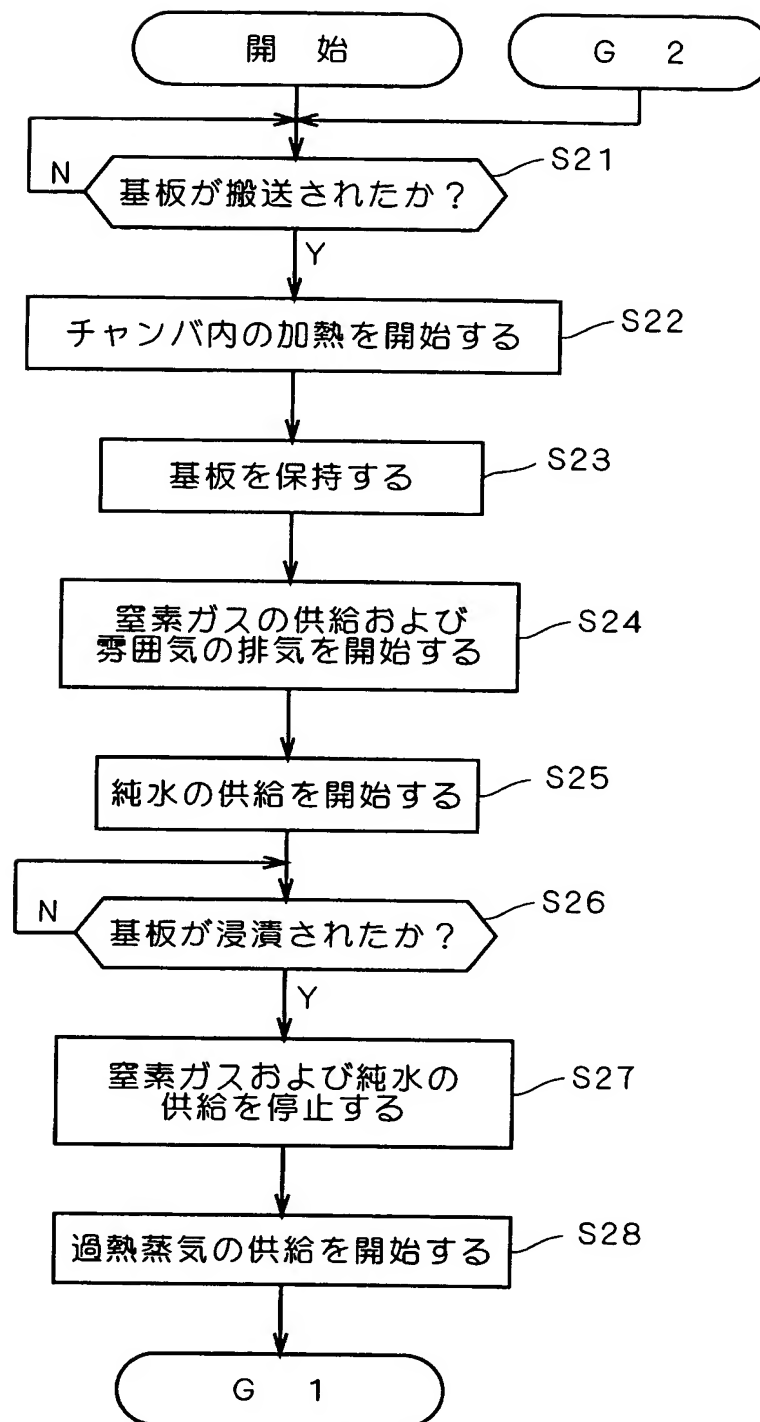 開 始
G 2
S21
N
基板が搬送されたか？
Y
チャンバ内の加熱を開始する
S22
基板を保持する
S23
窒素ガスの供給および
雰囲気の排気を開始する
S24
純水の供給を開始する
S25
N
基板が浸漬されたか？
S26
Y
窒素ガスおよび純水の
供給を停止する
S27
過熱蒸気の供給を開始する
S28
G 1